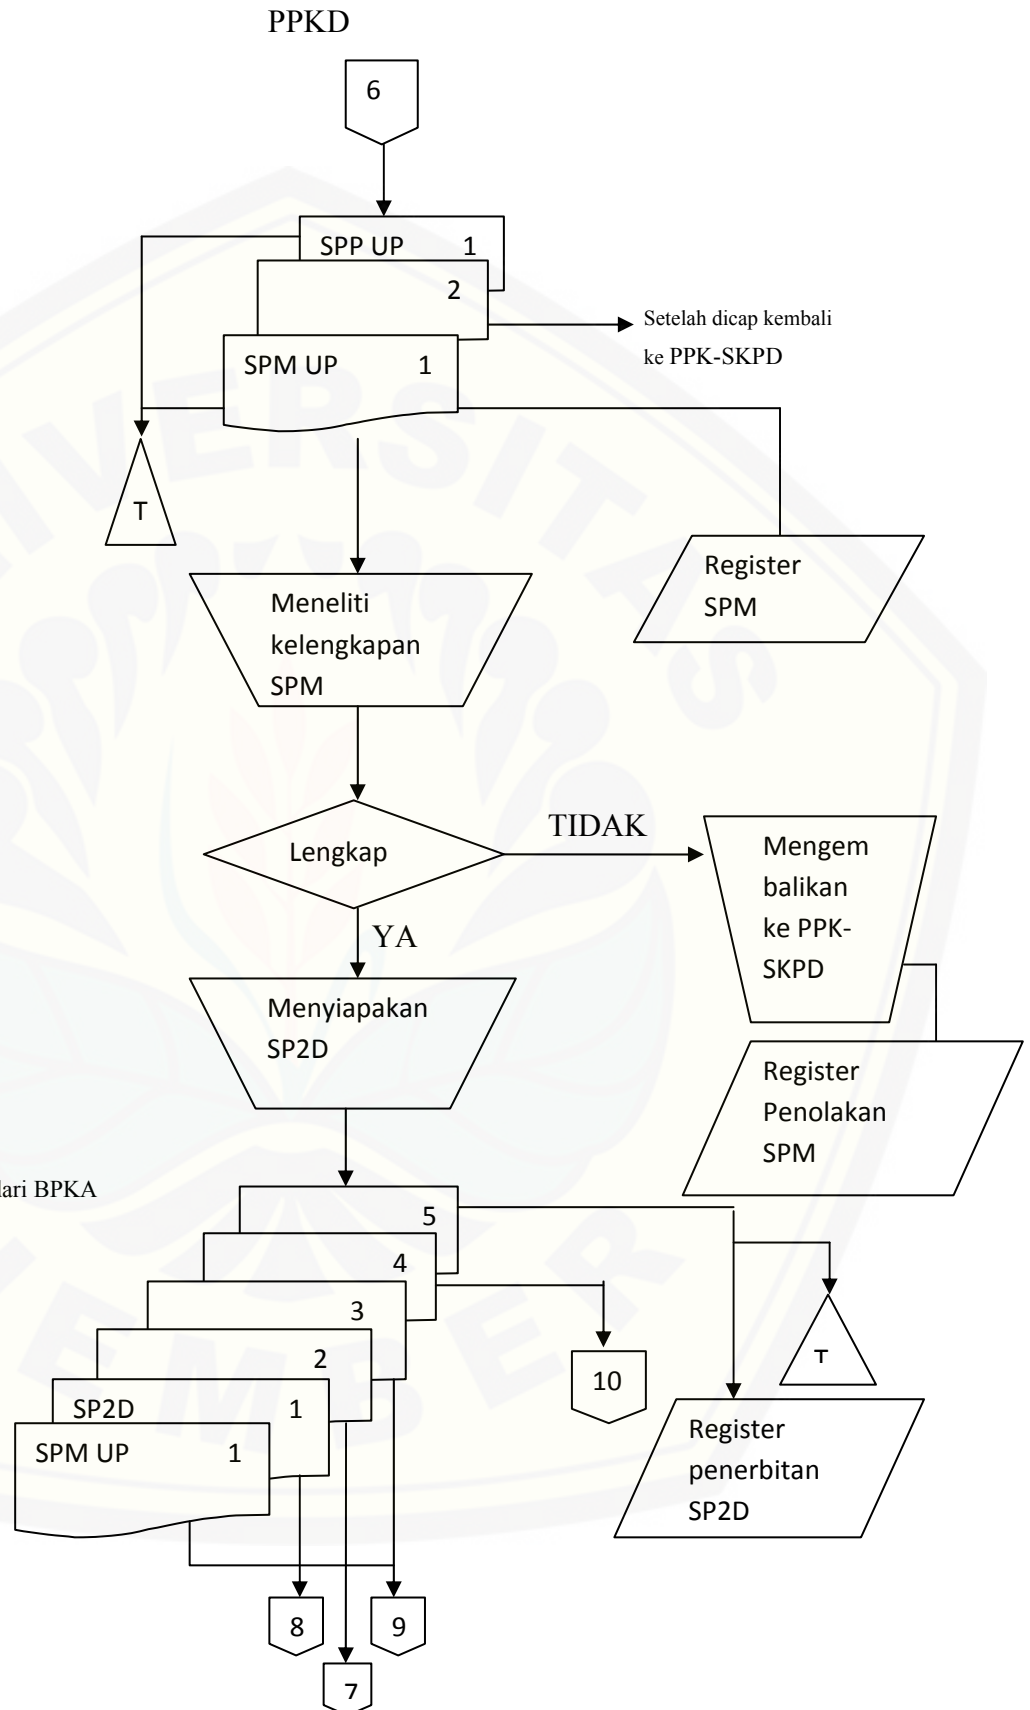 PPKD
6
SPP UP 1
2
Setelah dicap kembali
ke PPK-SKPD
SPM UP 1
T
Register
SPM
Meneliti
kelengkapan
SPM
Lengkap
TIDAK
Mengem
balikan
ke PPK-
SKPD
YA
Menyiapakan
SP2D
Register
Penolakan
SPM
dari BPKA
5
4
3
2
SP2D 1
SPM UP 1
10
T
Register
penerbitan
SP2D
8
9
7
UNIVERSITAS
JEMBER